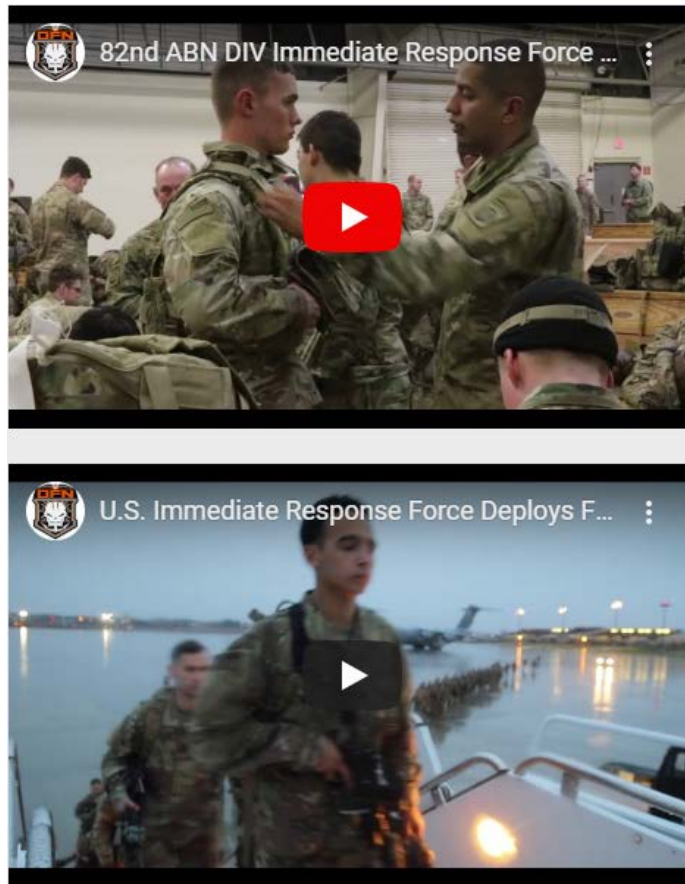 DFN
82nd ABN DIV Immediate Response Force ...
DFN
U.S. Immediate Response Force Deploys F...